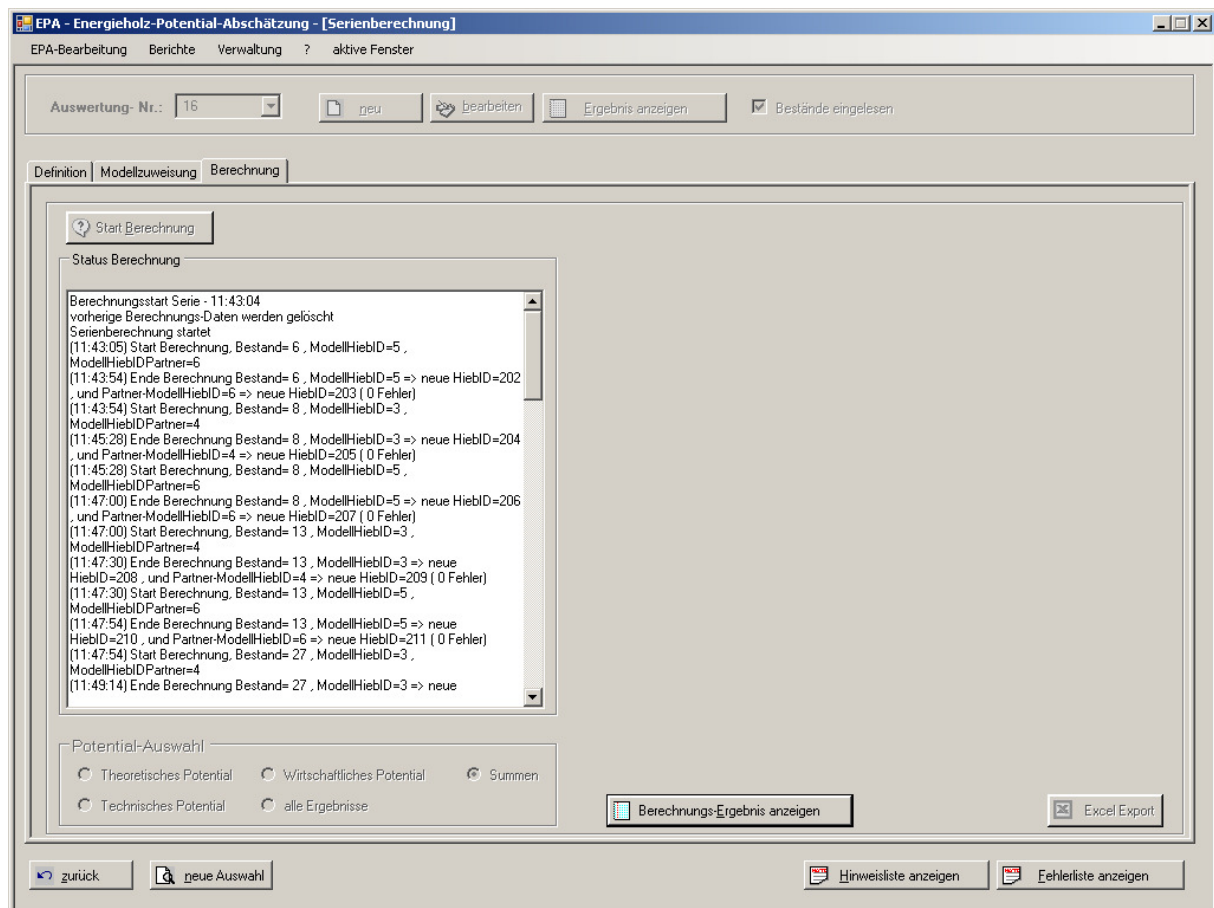 EPA - Energieholz-Potential-Abschätzung - [Serienberechnung]
EPA-Bearbeitung Berichte Verwaltung ? aktive Fenster
Auswertung- Nr.: 16 neu bearbeiten Ergebnis anzeigen Bestände eingelesen
Definition Modellzuweisung Berechnung
Start Berechnung
Status Berechnung
Berechnungsstart Serie - 11:43:04
vorherige Berechnungs-Daten werden gelöscht
Serienberechnung startet
(11:43:05) Start Berechnung, Bestand= 6 , ModellHiebID=5 ,
ModellHiebIDPartner=6
(11:43:54) Ende Berechnung Bestand= 6 , ModellHiebID=5 => neue HiebID=202
, und Partner-ModellHiebID=6 => neue HiebID=203 ( 0 Fehler)
(11:43:54) Start Berechnung, Bestand= 8 , ModellHiebID=3 ,
ModellHiebIDPartner=4
(11:45:28) Ende Berechnung Bestand= 8 , ModellHiebID=3 => neue HiebID=204
, und Partner-ModellHiebID=4 => neue HiebID=205 ( 0 Fehler)
(11:45:28) Start Berechnung, Bestand= 8 , ModellHiebID=5 ,
ModellHiebIDPartner=6
(11:47:00) Ende Berechnung Bestand= 8 , ModellHiebID=5 => neue HiebID=206
, und Partner-ModellHiebID=6 => neue HiebID=207 ( 0 Fehler)
(11:47:00) Start Berechnung, Bestand= 13 , ModellHiebID=3 ,
ModellHiebIDPartner=4
(11:47:30) Ende Berechnung Bestand= 13 , ModellHiebID=3 => neue
HiebID=208 , und Partner-ModellHiebID=4 => neue HiebID=209 ( 0 Fehler)
(11:47:30) Start Berechnung, Bestand= 13 , ModellHiebID=5 ,
ModellHiebIDPartner=6
(11:47:54) Ende Berechnung Bestand= 13 , ModellHiebID=5 => neue
HiebID=210 , und Partner-ModellHiebID=6 => neue HiebID=211 ( 0 Fehler)
(11:47:54) Start Berechnung, Bestand= 27 , ModellHiebID=3 ,
ModellHiebIDPartner=4
(11:49:14) Ende Berechnung Bestand= 27 , ModellHiebID=3 => neue
Potential-Auswahl
Theoretisches Potential Wirtschaftliches Potential Summen
Technisches Potential alle Ergebnisse
Berechnungs-Ergebnis anzeigen Excel Export
zurück neue Auswahl Hinweisliste anzeigen Fehlerliste anzeigen